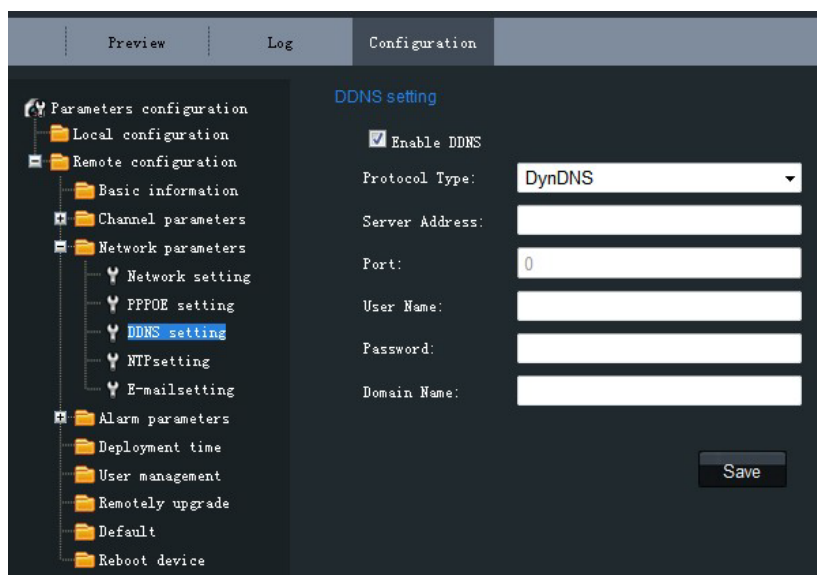 Preview
Log
Configuration
Parameters configuration
Local configuration
Remote configuration
Basic information
Channel parameters
Network parameters
Network setting
PPPOE setting
DDNS setting
NTPsetting
E-mailsetting
Alarm parameters
Deployment time
User management
Remotely upgrade
Default
Reboot device
DDNS setting
Enable DDNS
Protocol Type: DynDNS
Server Address:
Port: 0
User Name:
Password:
Domain Name:
Save